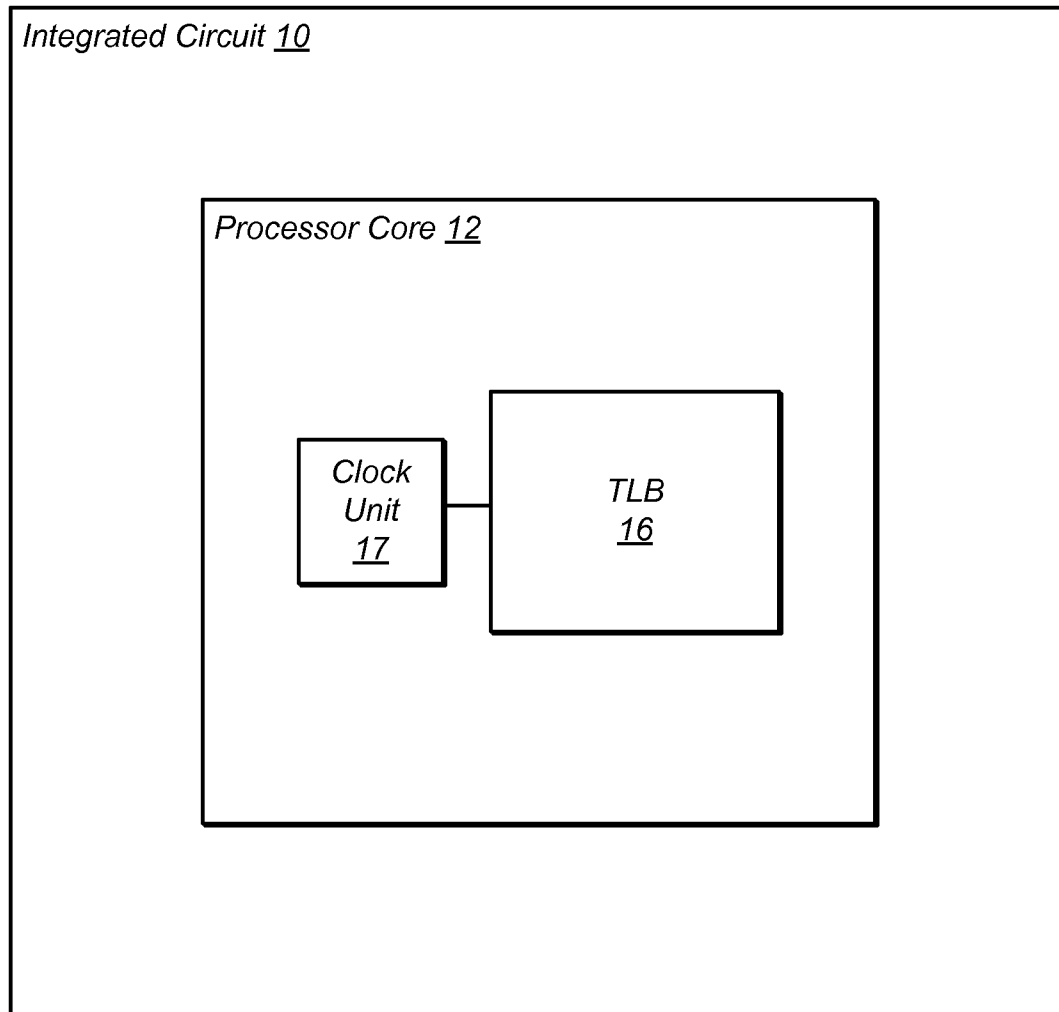 Integrated Circuit 10
Processor Core 12
Clock
Unit
17
TLB
16